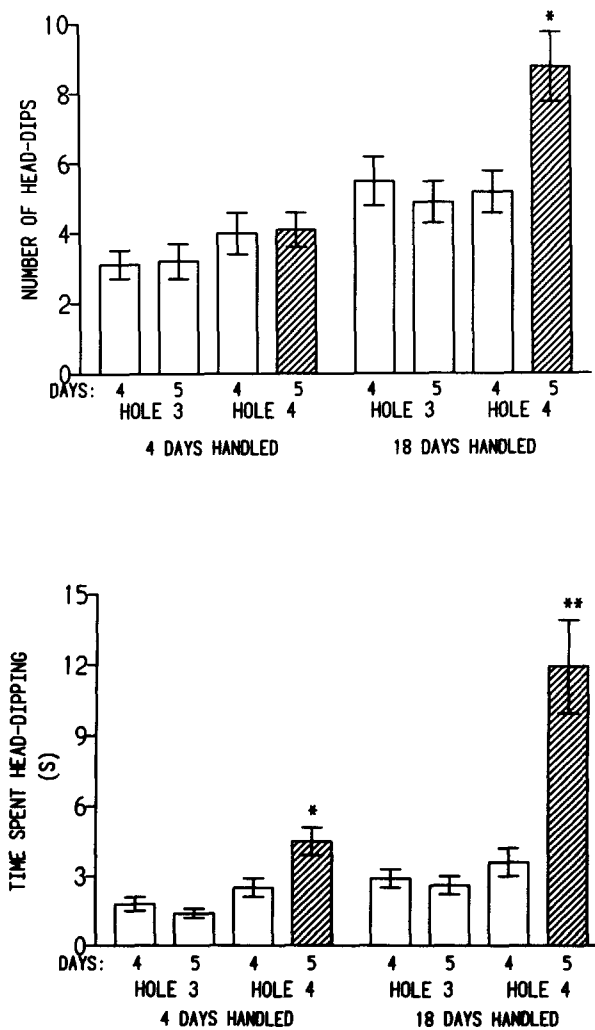 NUMBER OF HEAD-DIPS
10
8
6
4
2
0
*
DAYS: 4 5 4 5 4 5 4 5
HOLE 3 HOLE 4 HOLE 3 HOLE 4
4 DAYS HANDLED 18 DAYS HANDLED
TIME SPENT HEAD-DIPPING
(S)
15
12
9
6
3
0
* **
DAYS: 4 5 4 5 4 5 4 5
HOLE 3 HOLE 4 HOLE 3 HOLE 4
4 DAYS HANDLED 18 DAYS HANDLED